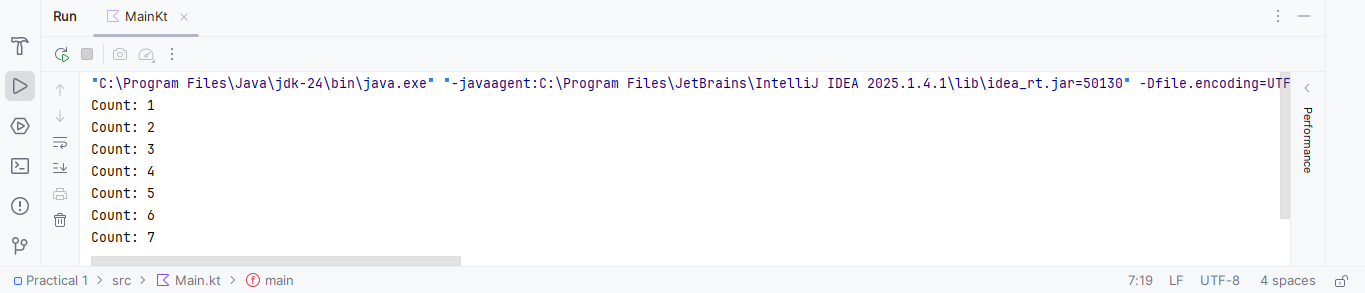 Run MainKt
"C:\Program Files\Java\jdk-24\bin\java.exe" "-javaagent:C:\Program Files\JetBrains\IntelliJ IDEA 2025.1.4.1\lib\idea_rt.jar=50130" -Dfile.encoding=UTF
Count: 1
Count: 2
Count: 3
Count: 4
Count: 5
Count: 6
Count: 7
Performance
Practical 1 > src > Main.kt > main 7:19 LF UTF-8 4 spaces